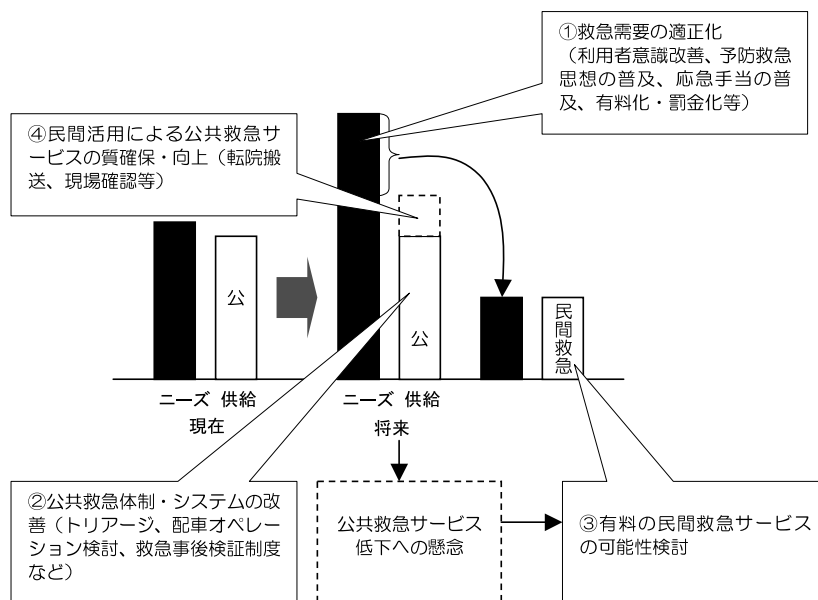 ①救急需要の適正化
（利用者意識改善、予防救急
思想の普及、応急手当の普
及、有料化・罰金化等）
④民間活用による公共救急サ
ービスの質確保・向上（転院搬
送、現場確認等）
公
公
民間救急
ニーズ 供給
現在
ニーズ 供給
将来
②公共救急体制・システムの改
善（トリアージ、配車オペレー
ション検討、救急事後検証制度
など）
公共救急サービス
低下への懸念
③有料の民間救急サービス
の可能性検討